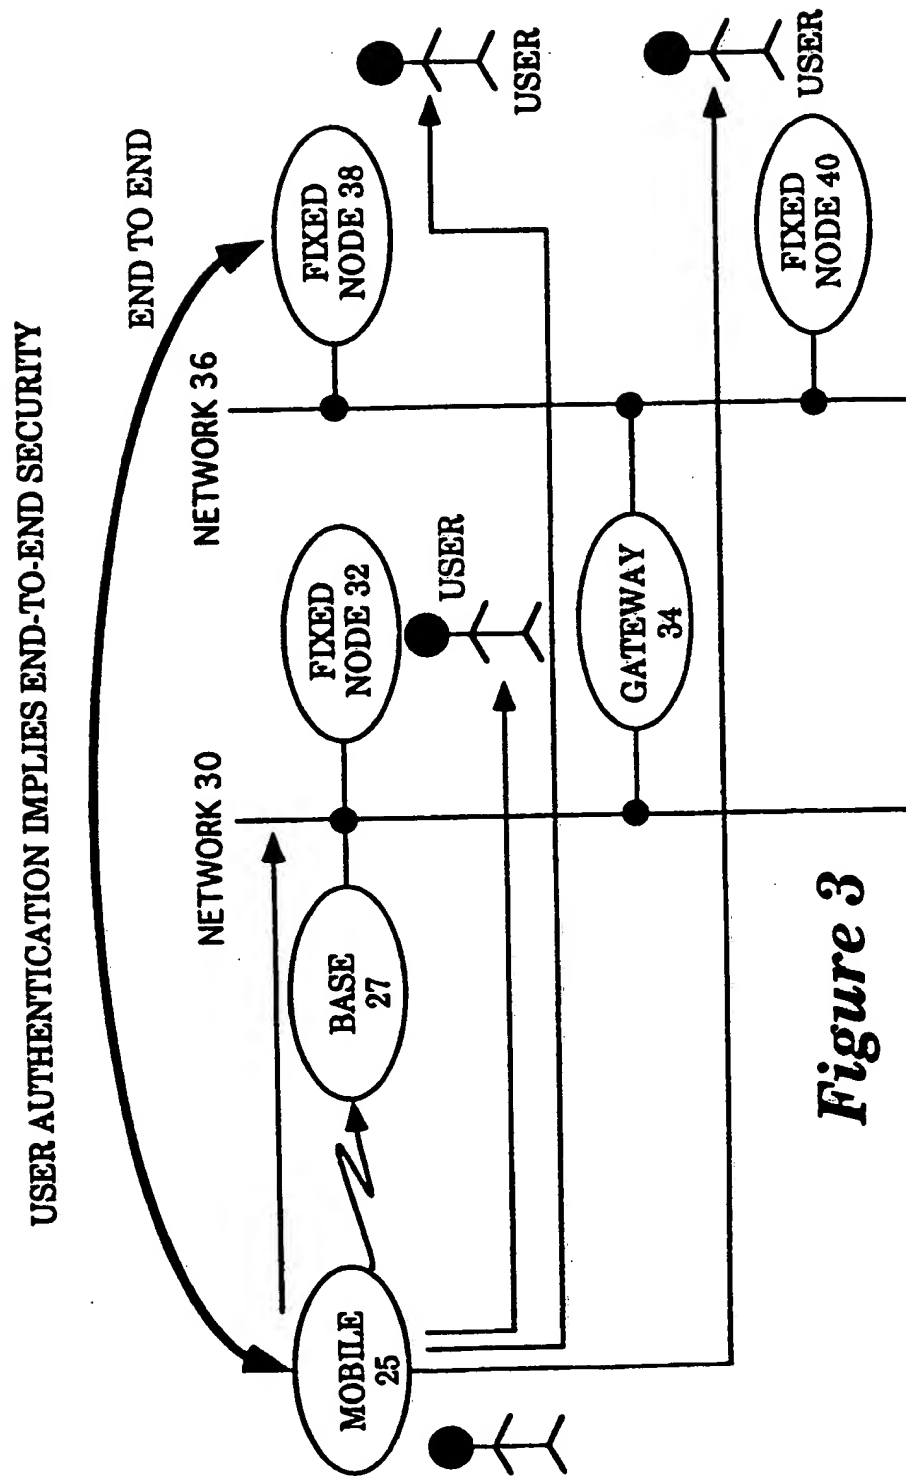 USER AUTHENTICATION IMPLIES END-TO-END SECURITY
END TO END
NETWORK 30
NETWORK 36
MOBILE
25
BASE
27
FIXED
NODE 32
FIXED
NODE 38
USER
USER
GATEWAY
34
FIXED
NODE 40
USER
Figure 3